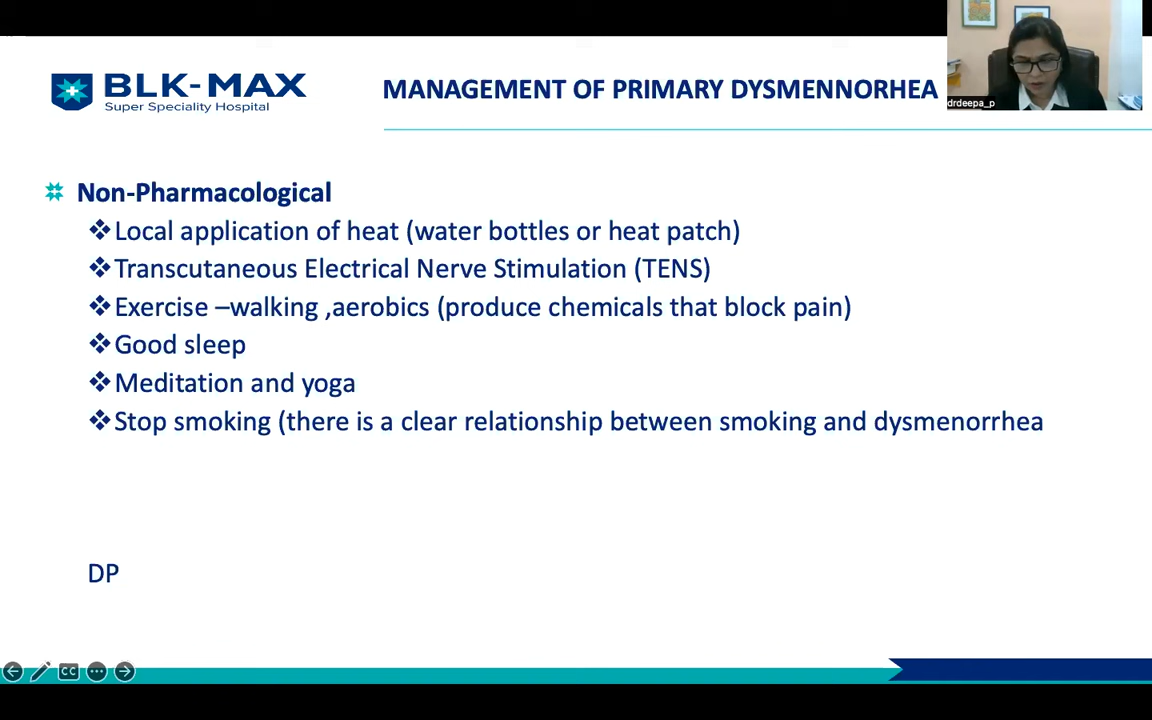 BLK-MAX
Super Speciality Hospital
MANAGEMENT OF PRIMARY DYSMENNORHEA
drdeepa_p
Non-Pharmacological
Local application of heat (water bottles or heat patch)
Transcutaneous Electrical Nerve Stimulation (TENS)
Exercise –walking ,aerobics (produce chemicals that block pain)
Good sleep
Meditation and yoga
Stop smoking (there is a clear relationship between smoking and dysmenorrhea
DP
CC